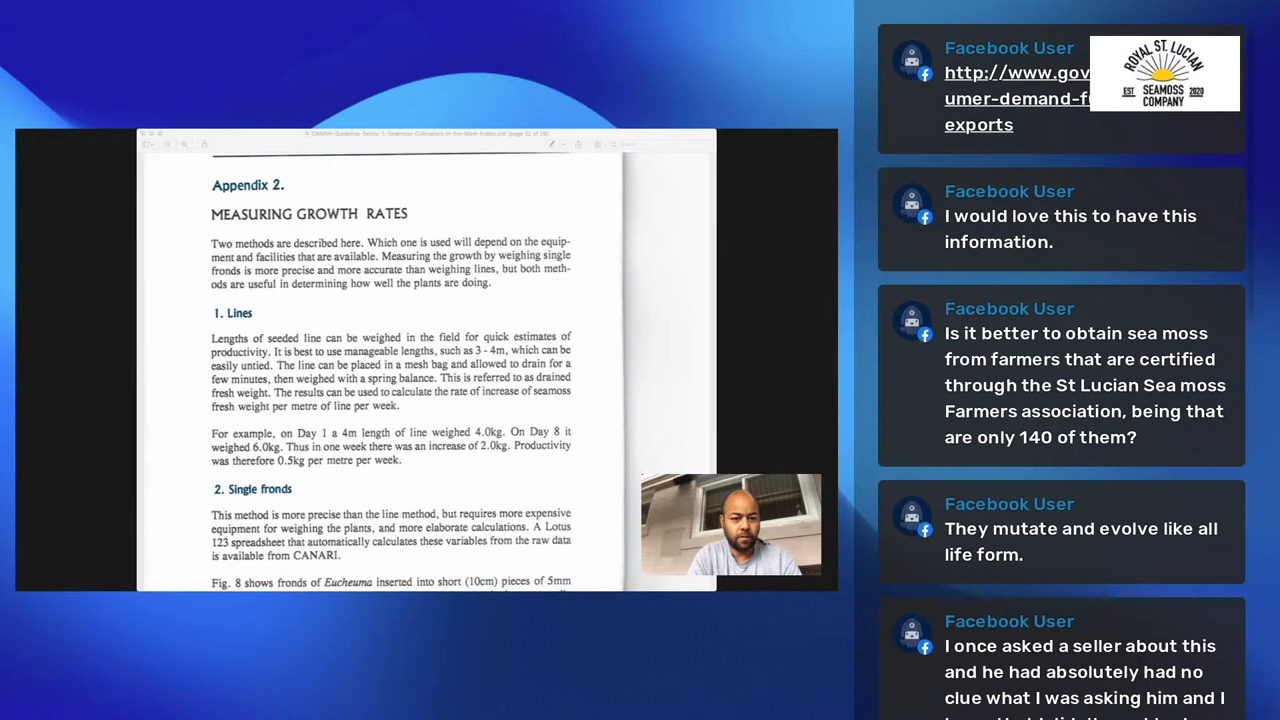 CANARI-Guideline-Series-1.-Seamoss-Cultivation-in-the-West-Indies.pdf (page 22 of 29)
Search
Appendix 2.
MEASURING GROWTH RATES
Two methods are described here. Which one is used will depend on the equip-
ment and facilities that are available. Measuring the growth by weighing single
fronds is more precise and more accurate than weighing lines, but both meth-
ods are useful in determining how well the plants are doing.
1. Lines
Lengths of seeded line can be weighed in the field for quick estimates of
productivity. It is best to use manageable lengths, such as 3 - 4m, which can be
easily untied. The line can be placed in a mesh bag and allowed to drain for a
few minutes, then weighed with a spring balance. This is referred to as drained
fresh weight. The results can be used to calculate the rate of increase of seamoss
fresh weight per metre of line per week.
For example, on Day 1 a 4m length of line weighed 4.0kg. On Day 8 it
weighed 6.0kg. Thus in one week there was an increase of 2.0kg. Productivity
was therefore 0.5kg per metre per week.
2. Single fronds
This method is more precise than the line method, but requires more expensive
equipment for weighing the plants, and more elaborate calculations. A Lotus
123 spreadsheet that automatically calculates these variables from the raw data
is available from CANARI.
Fig. 8 shows fronds of Eucheuma inserted into short (10cm) pieces of 5mm
Facebook User
http://www.gov
umer-demand-f
exports
ROYAL ST. LUCIAN
EST SEAMOSS 2020
COMPANY
Facebook User
I would love this to have this
information.
Facebook User
Is it better to obtain sea moss
from farmers that are certified
through the St Lucian Sea moss
Farmers association, being that
are only 140 of them?
Facebook User
They mutate and evolve like all
life form.
Facebook User
I once asked a seller about this
and he had absolutely had no
clue what I was asking him and I